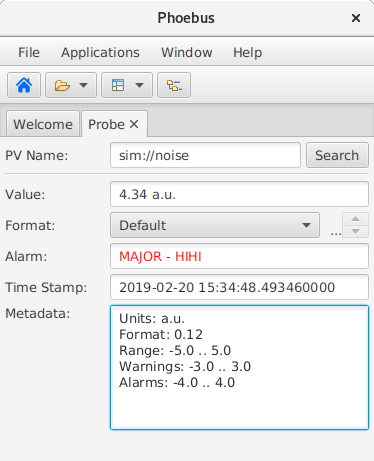 Phoebus ×
File Applications Window Help
Welcome Probe ×
PV Name: sim://noise Search
Value: 4.34 a.u.
Format: Default ...
Alarm: MAJOR - HIHI
Time Stamp: 2019-02-20 15:34:48.493460000
Metadata: Units: a.u.
Format: 0.12
Range: -5.0 .. 5.0
Warnings: -3.0 .. 3.0
Alarms: -4.0 .. 4.0